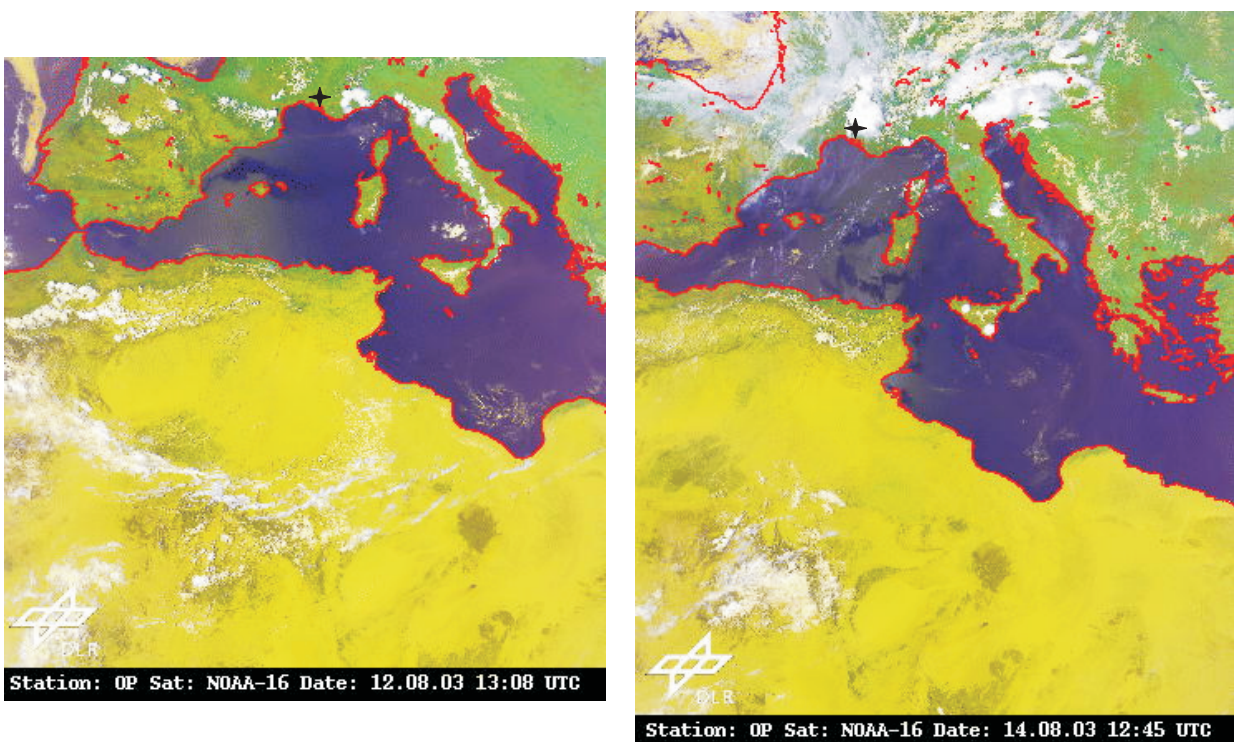 DLR
Station: OP Sat: NOAA-16 Date: 12.08.03 13:08 UTC
DLR
Station: OP Sat: NOAA-16 Date: 14.08.03 12:45 UTC